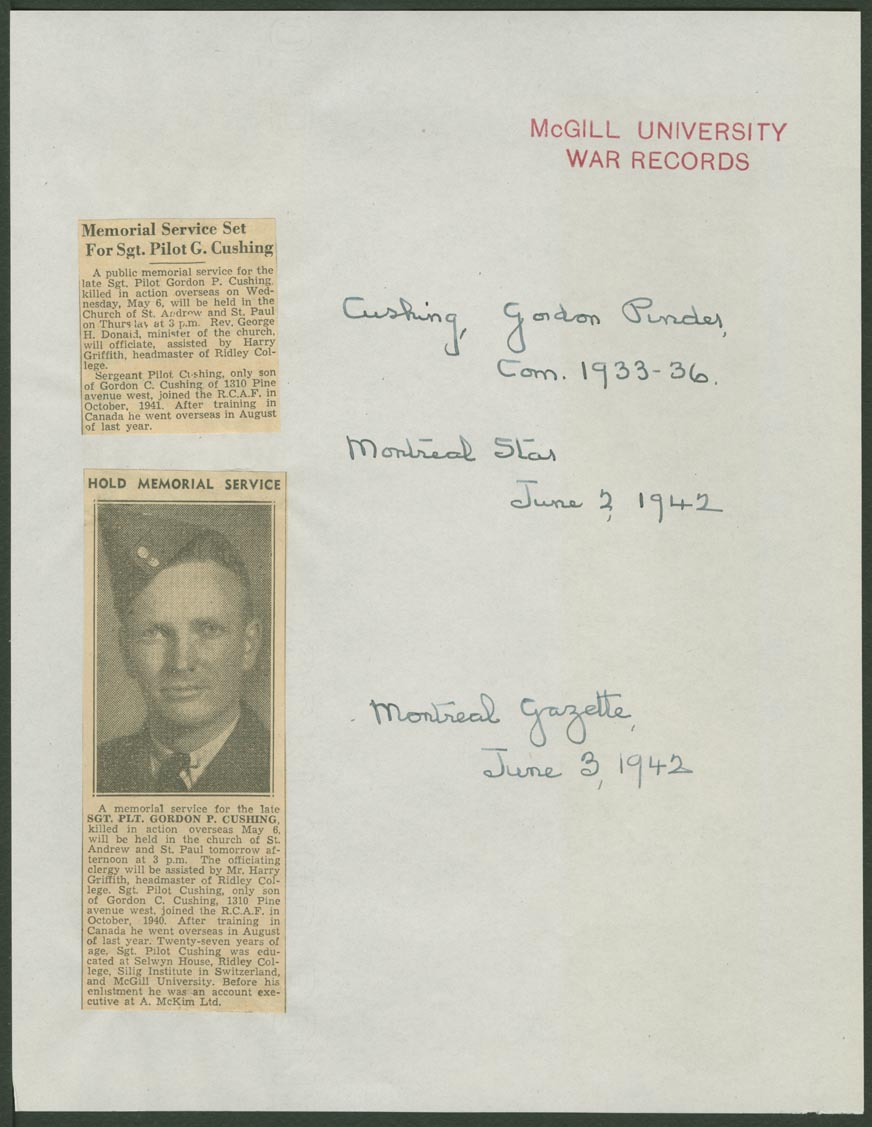 McGILL UNIVERSITY
WAR RECORDS
Memorial Service Set
For Sgt. Pilot G. Cushing
A public memorial service for the
late Sgt. Pilot Gordon P. Cushing,
killed in action overseas on Wed-
nesday, May 6, will be held in the
Church of St. Andrew and St. Paul
on Thursday at 3 p.m. Rev. George
H. Donald, minister of the church,
will officiate, assisted by Harry
Griffith, headmaster of Ridley Col-
lege.
Sergeant Pilot Cushing, only son
of Gordon C. Cushing of 1310 Pine
avenue west, joined the R.C.A.F. in
October, 1941. After training in
Canada he went overseas in August
of last year.
Cushing, Gordon Pinder,
Com. 1933-36.
Montreal Star
June 2, 1942
HOLD MEMORIAL SERVICE
A memorial service for the late
SGT. PLT. GORDON P. CUSHING,
killed in action overseas May 6,
will be held in the church of St.
Andrew and St. Paul tomorrow af-
ternoon at 3 p.m. The officiating
clergy will be assisted by Mr. Harry
Griffith, headmaster of Ridley Col-
lege. Sgt. Pilot Cushing, only son
of Gordon C. Cushing, 1310 Pine
avenue west, joined the R.C.A.F. in
October, 1940. After training in
Canada he went overseas in August
of last year. Twenty-seven years of
age, Sgt. Pilot Cushing was edu-
cated at Selwyn House, Ridley Col-
lege, Silig Institute in Switzerland,
and McGill University. Before his
enlistment he was an account exe-
cutive at A. McKim Ltd.
Montreal Gazette,
June 3, 1942